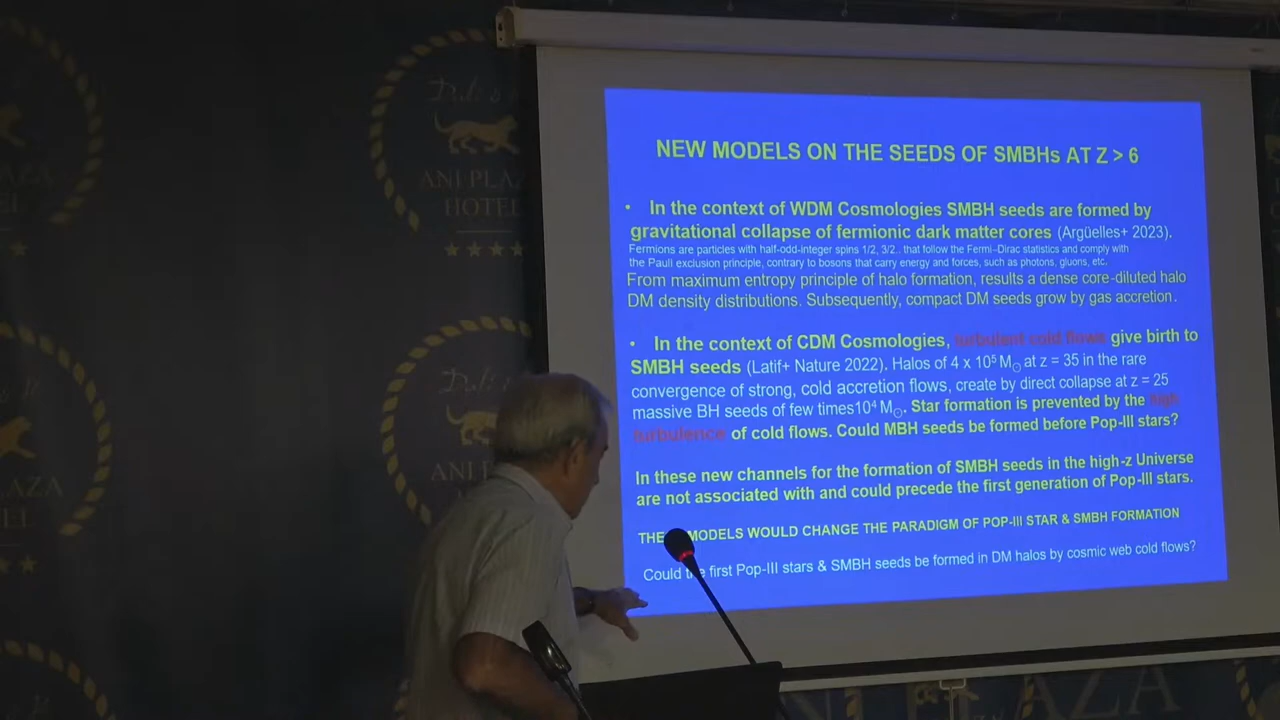 NEW MODELS ON THE SEEDS OF SMBHs AT Z > 6
• In the context of WDM Cosmologies SMBH seeds are formed by
gravitational collapse of fermionic dark matter cores (Argüelles+ 2023).
Fermions are particles with half-odd-integer spins 1/2, 3/2.. that follow the Fermi–Dirac statistics and comply with
the Pauli exclusion principle, contrary to bosons that carry energy and forces, such as photons, gluons, etc.
From maximum entropy principle of halo formation, results a dense core-diluted halo
DM density distributions. Subsequently, compact DM seeds grow by gas accretion.
• In the context of CDM Cosmologies, turbulent cold flows give birth to
SMBH seeds (Latif+ Nature 2022). Halos of 4 x 10⁵ M⊙ at z = 35 in the rare
convergence of strong, cold accretion flows, create by direct collapse at z = 25
massive BH seeds of few times10⁴ M⊙. Star formation is prevented by the high
turbulence of cold flows. Could MBH seeds be formed before Pop-III stars?
In these new channels for the formation of SMBH seeds in the high-z Universe
are not associated with and could precede the first generation of Pop-III stars.
MODELS WOULD CHANGE THE PARADIGM OF POP-III STAR & SMBH FORMATION
Could the first Pop-III stars & SMBH seeds be formed in DM halos by cosmic web cold flows?
ANI PLAZA
HOTEL
ANI PLAZA